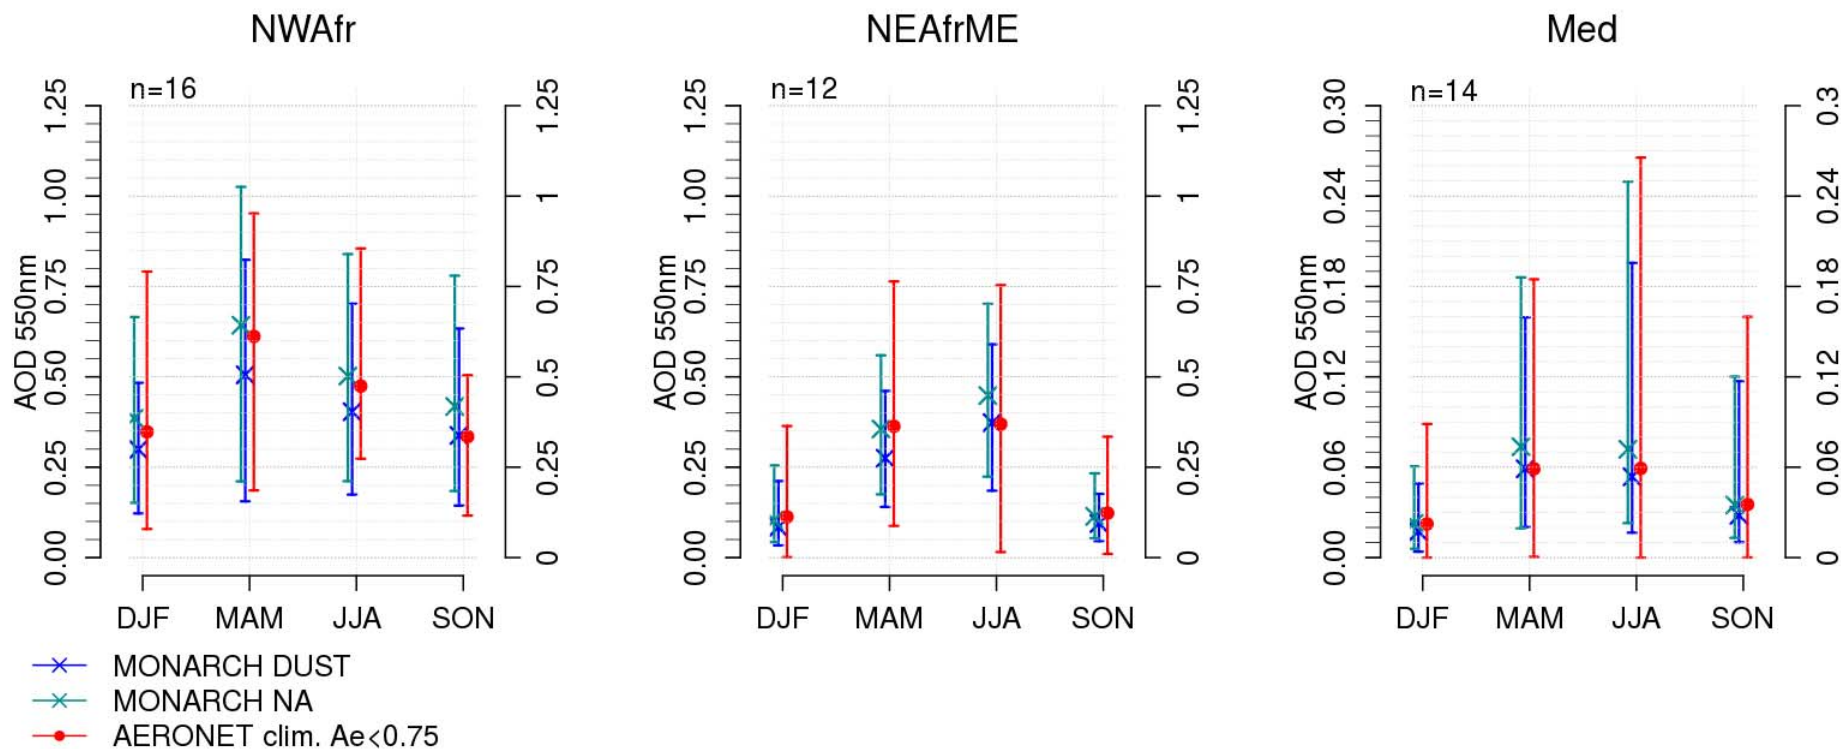 NWAfr
n=16
AOD 550nm
0.00 0.25 0.50 0.75 1.00 1.25
0 0.25 0.5 0.75 1 1.25
DJF MAM JJA SON
NEAfrME
n=12
AOD 550nm
0.00 0.25 0.50 0.75 1.00 1.25
0 0.25 0.5 0.75 1 1.25
DJF MAM JJA SON
Med
n=14
AOD 550nm
0.00 0.06 0.12 0.18 0.24 0.30
0 0.06 0.12 0.18 0.24 0.3
DJF MAM JJA SON
MONARCH DUST
MONARCH NA
AERONET clim. Ae<0.75